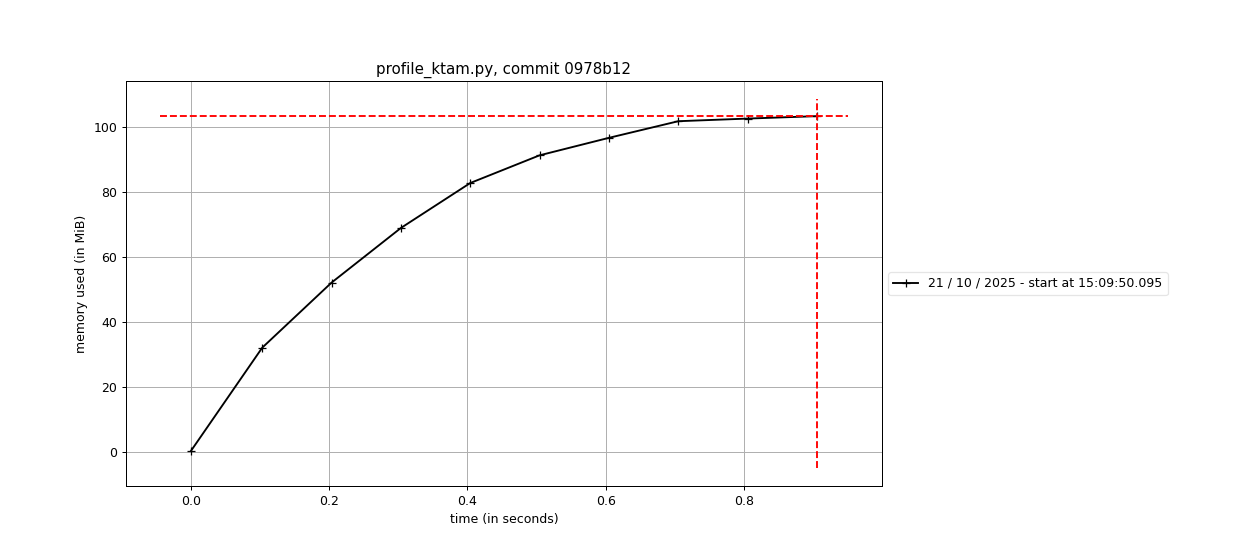 profile_ktam.py, commit 0978b12
memory used (in MiB)
100
80
60
40
20
0
0.0 0.2 0.4 0.6 0.8
time (in seconds)
21 / 10 / 2025 - start at 15:09:50.095